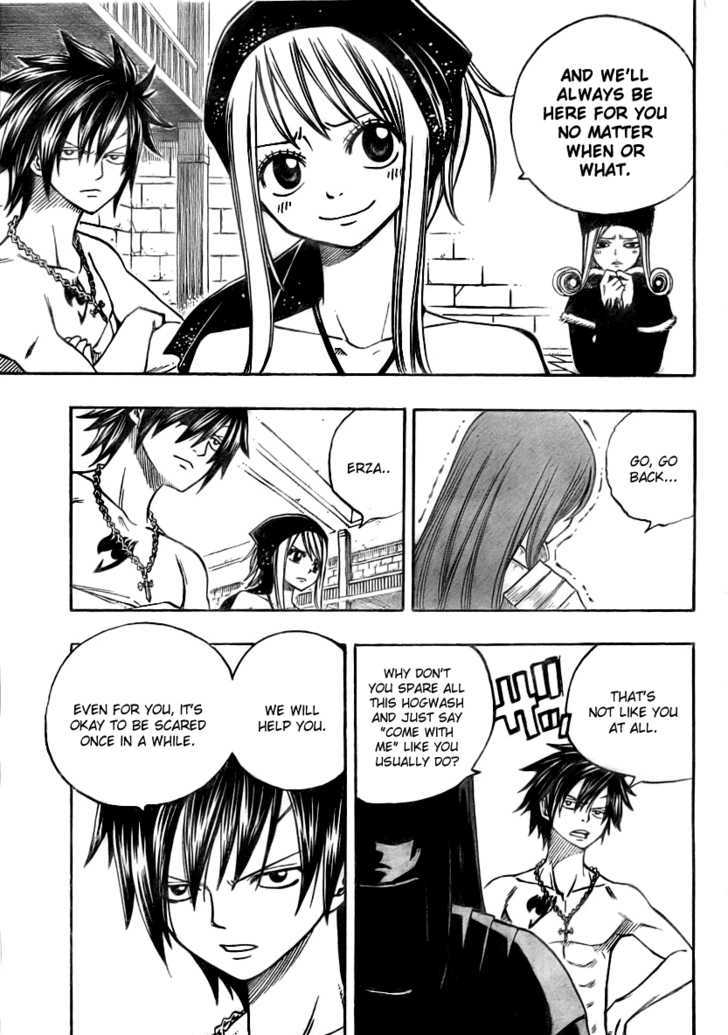 AND WE'LL
ALWAYS BE
HERE FOR YOU
NO MATTER
WHEN OR
WHAT.
GO, GO
BACK...
ERZA..
THAT'S
NOT LIKE YOU
AT ALL.
WHY DON'T
YOU SPARE ALL
THIS HOGWASH
AND JUST SAY
"COME WITH
ME" LIKE YOU
USUALLY DO?
WE WILL
HELP YOU.
EVEN FOR YOU, IT'S
OKAY TO BE SCARED
ONCE IN A WHILE.